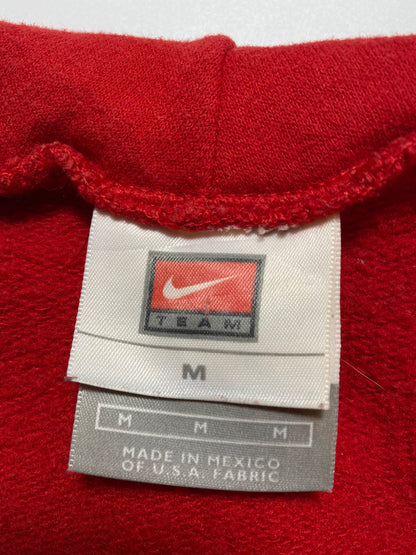 TEAM
M
M M M
MADE IN MEXICO
OF U.S.A. FABRIC